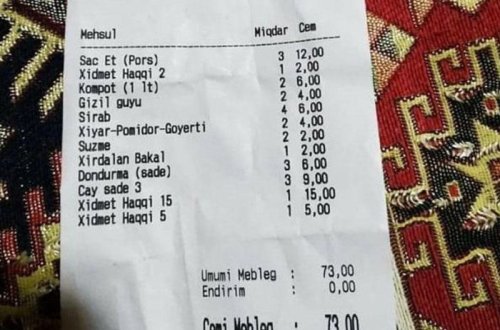 Mehsul Miqdar Cem
Sac Et (Pors) 3 12,00
Xidmet Haqqi 2 1 2,00
Kompot (1 lt) 2 6,00
Gizil guyu 2 4,00
Sirab 4 6,00
Xiyar-Pomidor-Goyerti 2 4,00
Suzme 2 2,00
Xirdalan Bakal 1 2,00
Dondurma (sade) 3 6,00
Cay sade 3 3 9,00
Xidmet Haqqi 15 1 15,00
Xidmet Haqqi 5 1 5,00
Umumi Mebleg : 73,00
Endirim : 0,00
Cemi Mebleg : 73,00